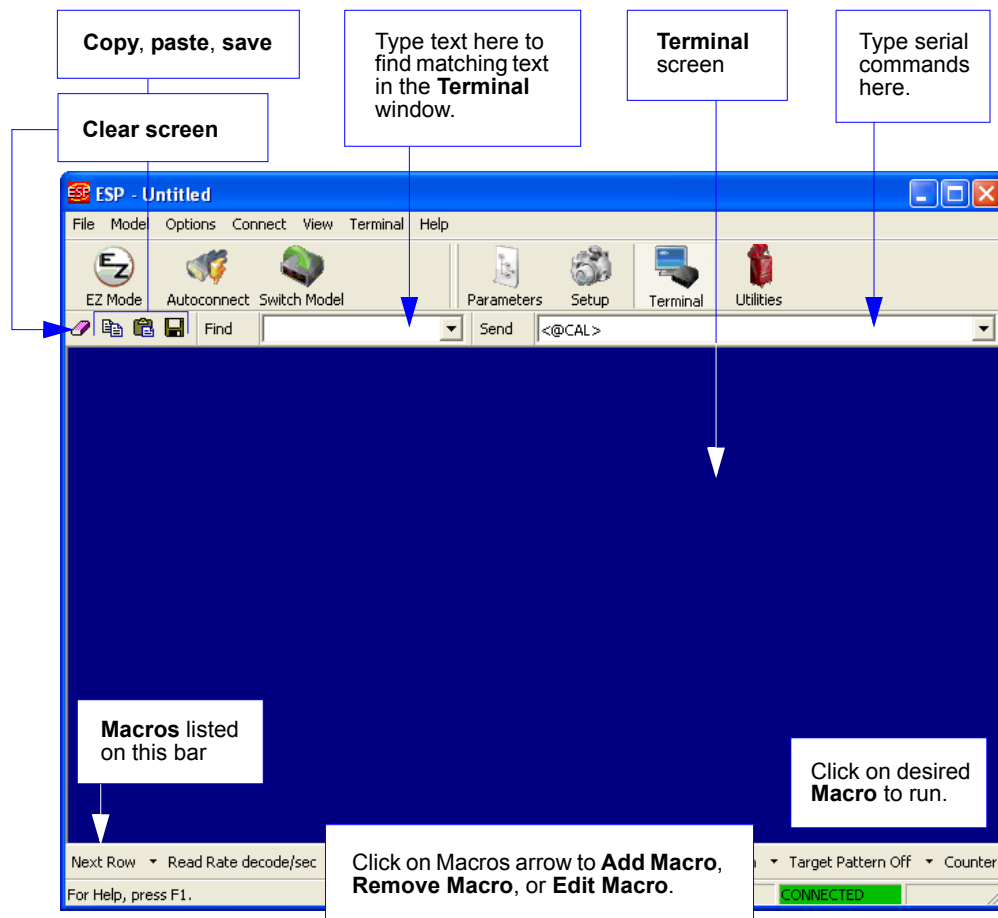 Copy, paste, save
Clear screen
Type text here to
find matching text
in the Terminal
window.
Terminal
screen
Type serial
commands
here.
ESP - Untitled
File Model Options Connect View Terminal Help
EZ Mode Autoconnect Switch Model Parameters Setup Terminal Utilities
Find Send <@CAL>
Macros listed
on this bar
Click on desired
Macro to run.
Next Row Read Rate decode/sec Target Pattern Off Counter
Click on Macros arrow to Add Macro,
Remove Macro, or Edit Macro.
For Help, press F1. CONNECTED